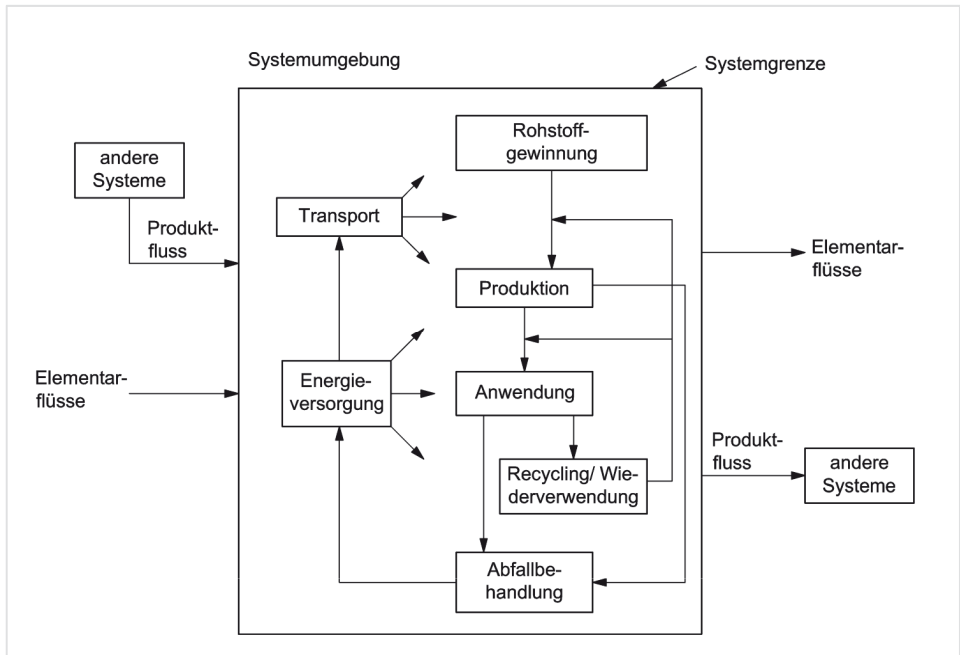 Systemumgebung
Systemgrenze
andere
Systeme
Produkt-
fluss
Elementar-
flüsse
Transport
Energie-
versorgung
Rohstoff-
gewinnung
Produktion
Anwendung
Recycling/ Wie-
derverwendung
Abfallbe-
handlung
Elementar-
flüsse
Produkt-
fluss
andere
Systeme